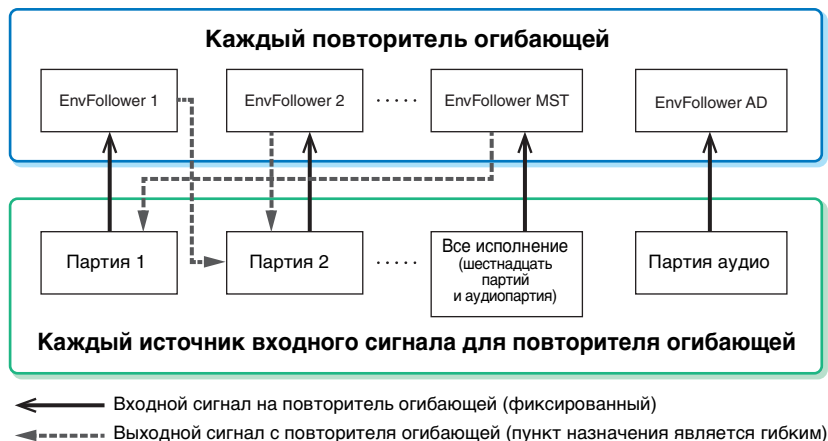 Каждый повторитель огибающей
EnvFollower 1
EnvFollower 2
.....
EnvFollower MST
EnvFollower AD
Партия 1
Партия 2
.....
Все исполнение
(шестнадцать
партий
и аудиопартия)
Партия аудио
Каждый источник входного сигнала для повторителя огибающей
Входной сигнал на повторитель огибающей (фиксированный)
Выходной сигнал с повторителя огибающей (пункт назначения является гибким)